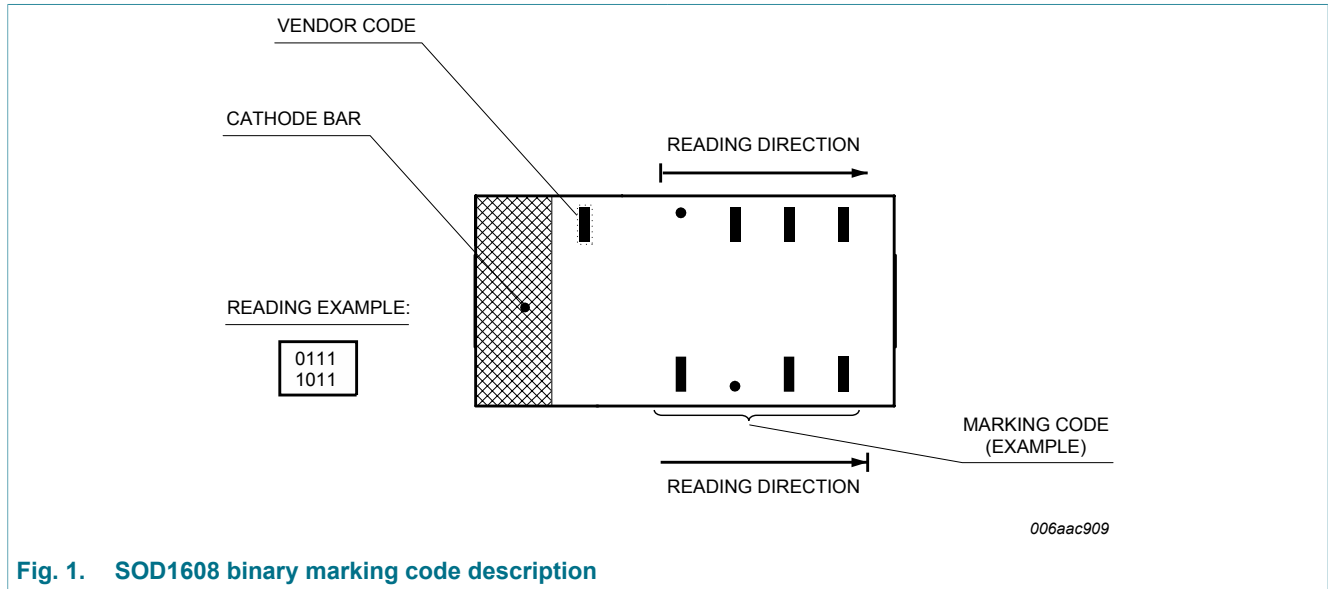 VENDOR CODE
CATHODE BAR
READING DIRECTION
READING EXAMPLE:
0111
1011
MARKING CODE
(EXAMPLE)
READING DIRECTION
006aac909
Fig. 1. SOD1608 binary marking code description